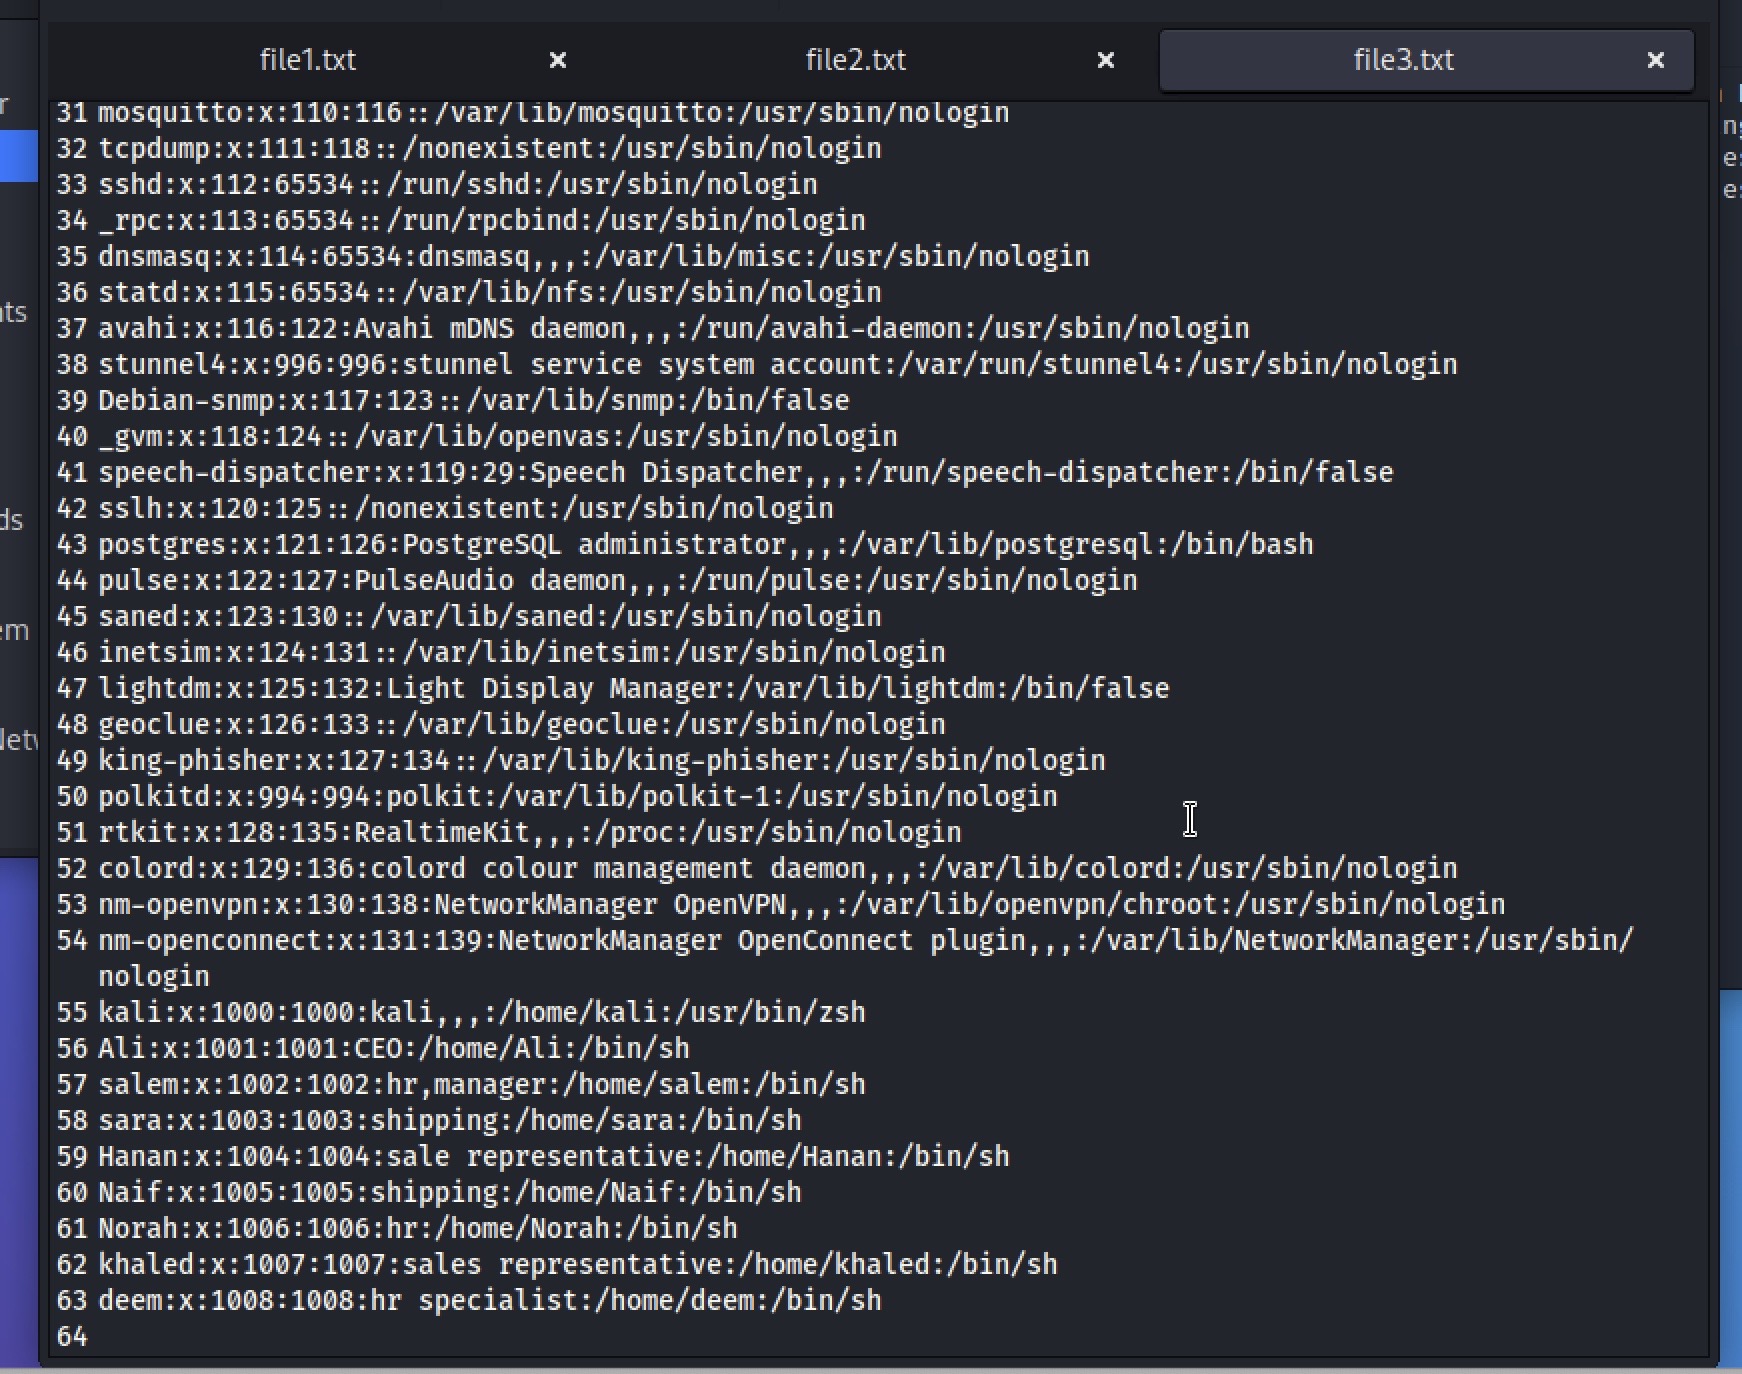 file1.txt × file2.txt × file3.txt ×
31 mosquitto:x:110:116::/var/lib/mosquitto:/usr/sbin/nologin
32 tcpdump:x:111:118::/nonexistent:/usr/sbin/nologin
33 sshd:x:112:65534::/run/sshd:/usr/sbin/nologin
34 _rpc:x:113:65534::/run/rpcbind:/usr/sbin/nologin
35 dnsmasq:x:114:65534:dnsmasq,,,:/var/lib/misc:/usr/sbin/nologin
36 statd:x:115:65534::/var/lib/nfs:/usr/sbin/nologin
37 avahi:x:116:122:Avahi mDNS daemon,,,:/run/avahi-daemon:/usr/sbin/nologin
38 stunnel4:x:996:996:stunnel service system account:/var/run/stunnel4:/usr/sbin/nologin
39 Debian-snmp:x:117:123::/var/lib/snmp:/bin/false
40 _gvm:x:118:124::/var/lib/openvas:/usr/sbin/nologin
41 speech-dispatcher:x:119:29:Speech Dispatcher,,,:/run/speech-dispatcher:/bin/false
42 sslh:x:120:125::/nonexistent:/usr/sbin/nologin
43 postgres:x:121:126:PostgreSQL administrator,,,:/var/lib/postgresql:/bin/bash
44 pulse:x:122:127:PulseAudio daemon,,,:/run/pulse:/usr/sbin/nologin
45 saned:x:123:130::/var/lib/saned:/usr/sbin/nologin
46 inetsim:x:124:131::/var/lib/inetsim:/usr/sbin/nologin
47 lightdm:x:125:132:Light Display Manager:/var/lib/lightdm:/bin/false
48 geoclue:x:126:133::/var/lib/geoclue:/usr/sbin/nologin
49 king-phisher:x:127:134::/var/lib/king-phisher:/usr/sbin/nologin
50 polkitd:x:994:994:polkit:/var/lib/polkit-1:/usr/sbin/nologin
51 rtkit:x:128:135:RealtimeKit,,,:/proc:/usr/sbin/nologin
52 colord:x:129:136:colord colour management daemon,,,:/var/lib/colord:/usr/sbin/nologin
53 nm-openvpn:x:130:138:NetworkManager OpenVPN,,,:/var/lib/openvpn/chroot:/usr/sbin/nologin
54 nm-openconnect:x:131:139:NetworkManager OpenConnect plugin,,,:/var/lib/NetworkManager:/usr/sbin/
nologin
55 kali:x:1000:1000:kali,,,:/home/kali:/usr/bin/zsh
56 Ali:x:1001:1001:CEO:/home/Ali:/bin/sh
57 salem:x:1002:1002:hr,manager:/home/salem:/bin/sh
58 sara:x:1003:1003:shipping:/home/sara:/bin/sh
59 Hanan:x:1004:1004:sale representative:/home/Hanan:/bin/sh
60 Naif:x:1005:1005:shipping:/home/Naif:/bin/sh
61 Norah:x:1006:1006:hr:/home/Norah:/bin/sh
62 khaled:x:1007:1007:sales representative:/home/khaled:/bin/sh
63 deem:x:1008:1008:hr specialist:/home/deem:/bin/sh
64